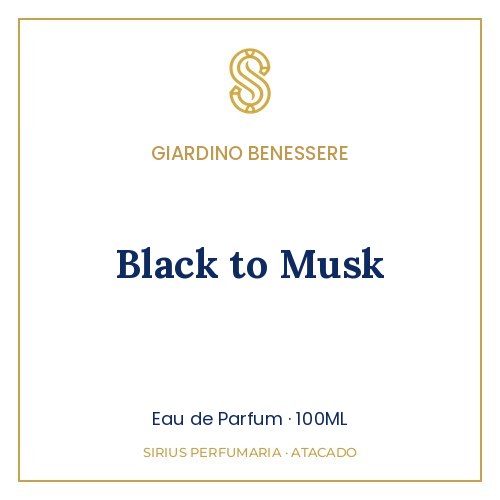 GIARDINO BENESSERE
Black to Musk
Eau de Parfum · 100ML
SIRIUS PERFUMARIA · ATACADO